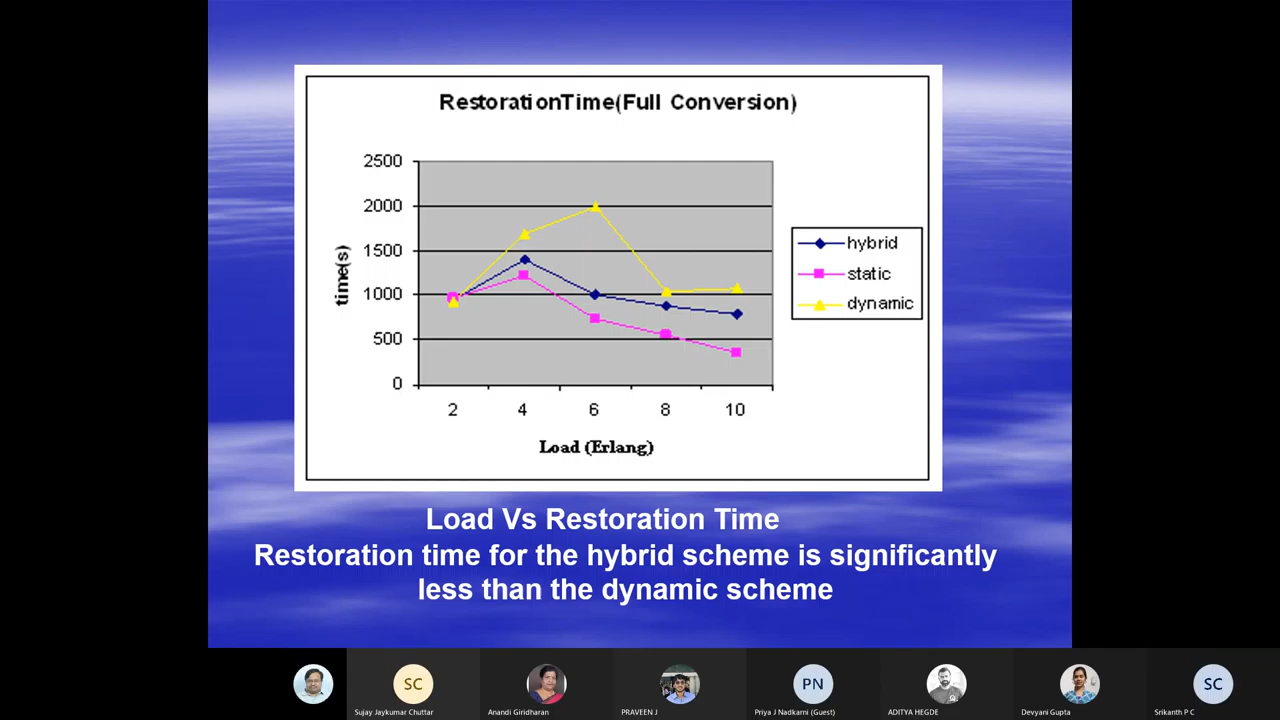 RestorationTime(Full Conversion)
2500
2000
1500
1000
500
0
time(s)
2 4 6 8 10
Load (Erlang)
hybrid
static
dynamic
Load Vs Restoration Time
Restoration time for the hybrid scheme is significantly
less than the dynamic scheme
SC PN SC
Sujay Jaykumar Chuttar Anandi Giridharan PRAVEEN J Priya J Nadkarni (Guest) ADITYA HEGDE Devyani Gupta Srikanth P C